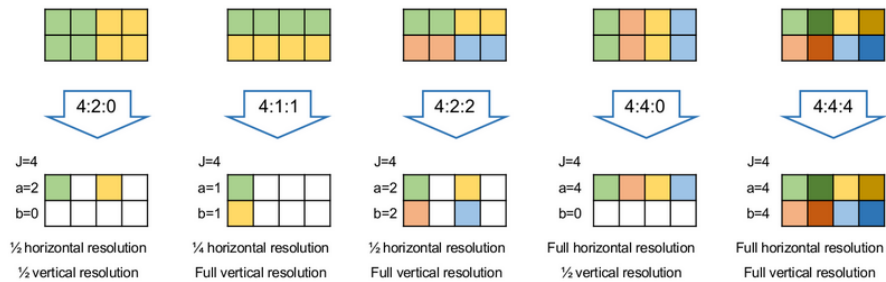 4:2:0 4:1:1 4:2:2 4:4:0 4:4:4
J=4 J=4 J=4 J=4 J=4
a=2 a=1 a=2 a=4 a=4
b=0 b=1 b=2 b=0 b=4
½ horizontal resolution ¼ horizontal resolution ½ horizontal resolution Full horizontal resolution Full horizontal resolution
½ vertical resolution Full vertical resolution Full vertical resolution ½ vertical resolution Full vertical resolution